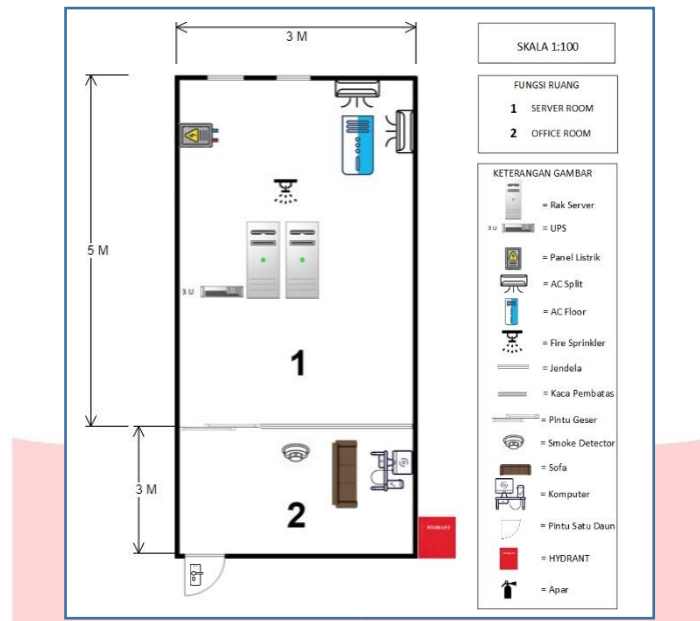 3 M
SKALA 1:100
FUNGSI RUANG
1 SERVER ROOM
2 OFFICE ROOM
5 M
3 U
1
3 M
2
HYDRANT
KETERANGAN GAMBAR
= Rak Server
3 U = UPS
= Panel Listrik
= AC Split
= AC Floor
= Fire Sprinkler
= Jendela
= Kaca Pembatas
= Pintu Geser
= Smoke Detector
= Sofa
= Komputer
= Pintu Satu Daun
= HYDRANT
= Apar